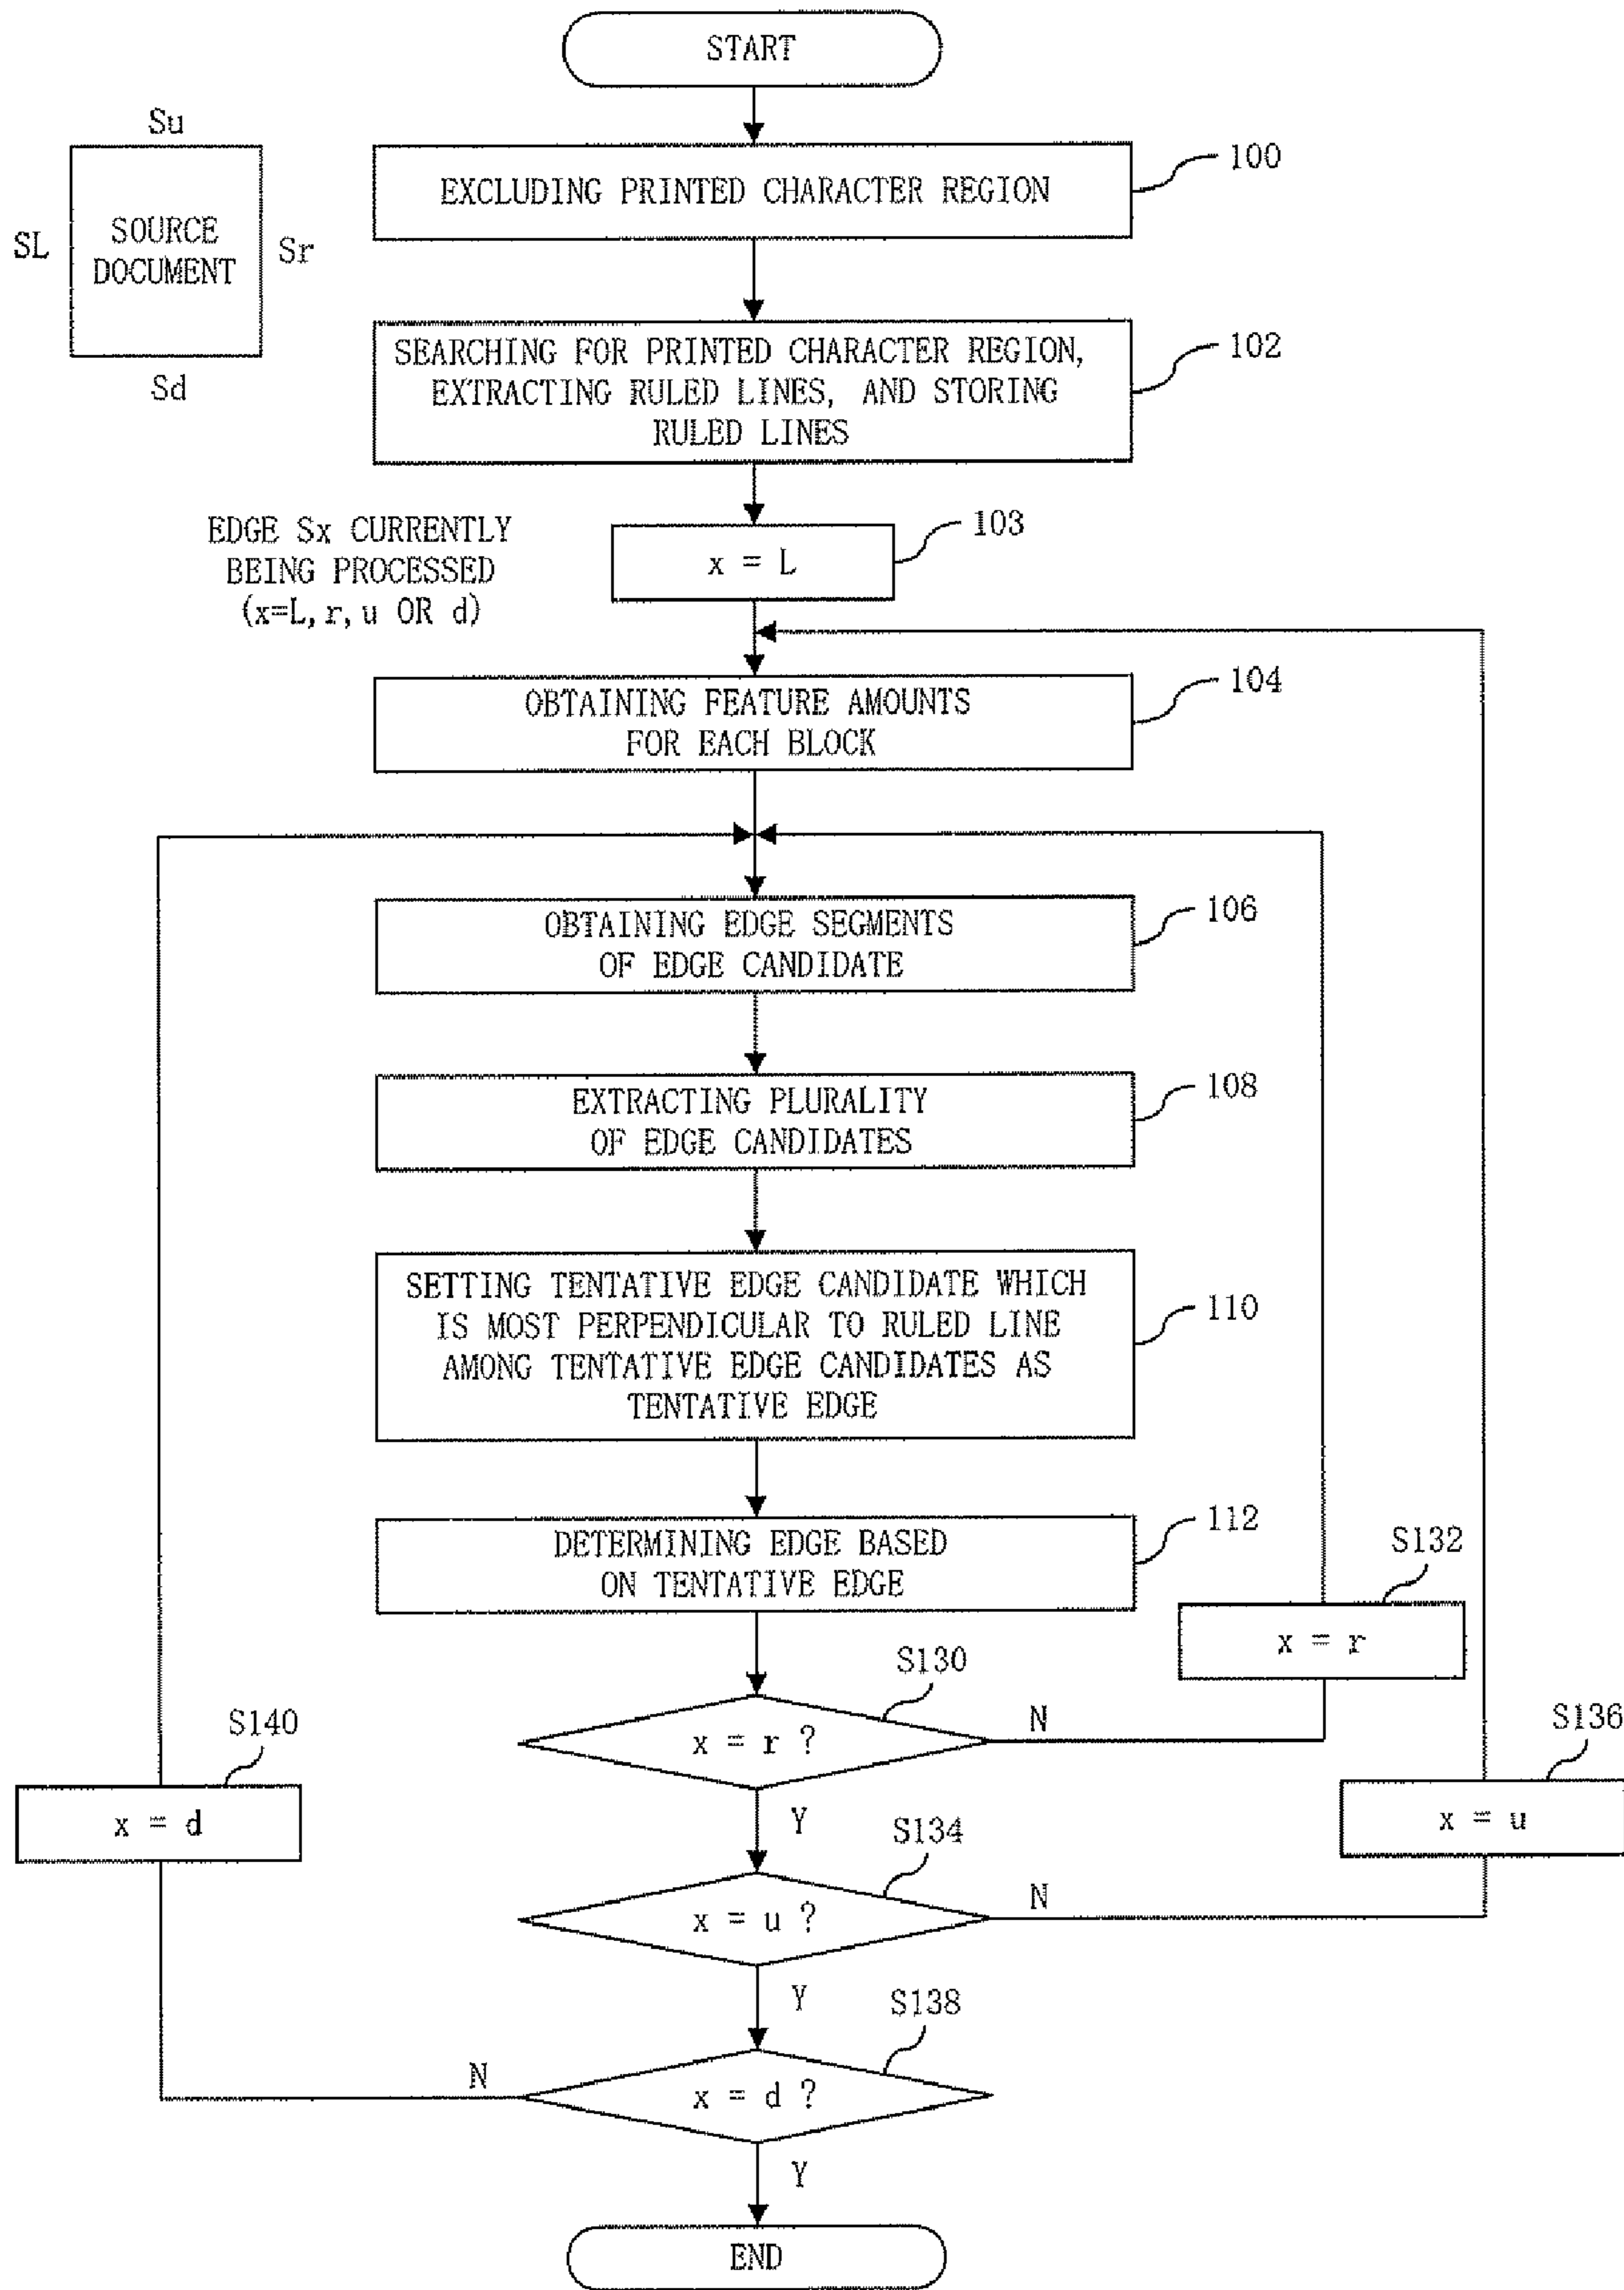 START
Su
SL
SOURCE
DOCUMENT
Sr
Sd
EXCLUDING PRINTED CHARACTER REGION
100
SEARCHING FOR PRINTED CHARACTER REGION,
EXTRACTING RULED LINES, AND STORING
RULED LINES
102
EDGE Sx CURRENTLY
BEING PROCESSED
(x=L, r, u OR d)
x = L
103
OBTAINING FEATURE AMOUNTS
FOR EACH BLOCK
104
OBTAINING EDGE SEGMENTS
OF EDGE CANDIDATE
106
EXTRACTING PLURALITY
OF EDGE CANDIDATES
108
SETTING TENTATIVE EDGE CANDIDATE WHICH
IS MOST PERPENDICULAR TO RULED LINE
AMONG TENTATIVE EDGE CANDIDATES AS
TENTATIVE EDGE
110
DETERMINING EDGE BASED
ON TENTATIVE EDGE
112
S132
x = r
S130
x = r ?
N
Y
S136
x = u
S140
x = d
S134
x = u ?
N
Y
S138
x = d ?
N
Y
END